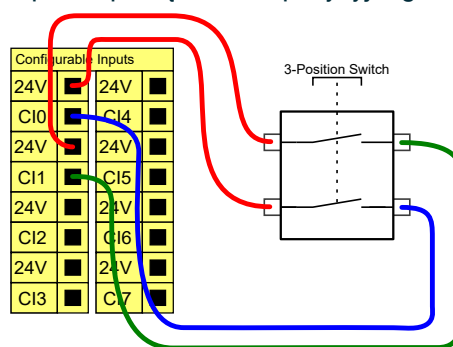 Configurable Inputs
24V 24V
CI0 CI4
24V 24V
CI1 CI5
24V 24V
CI2 CI6
24V 24V
CI3 CI7
3-Position Switch